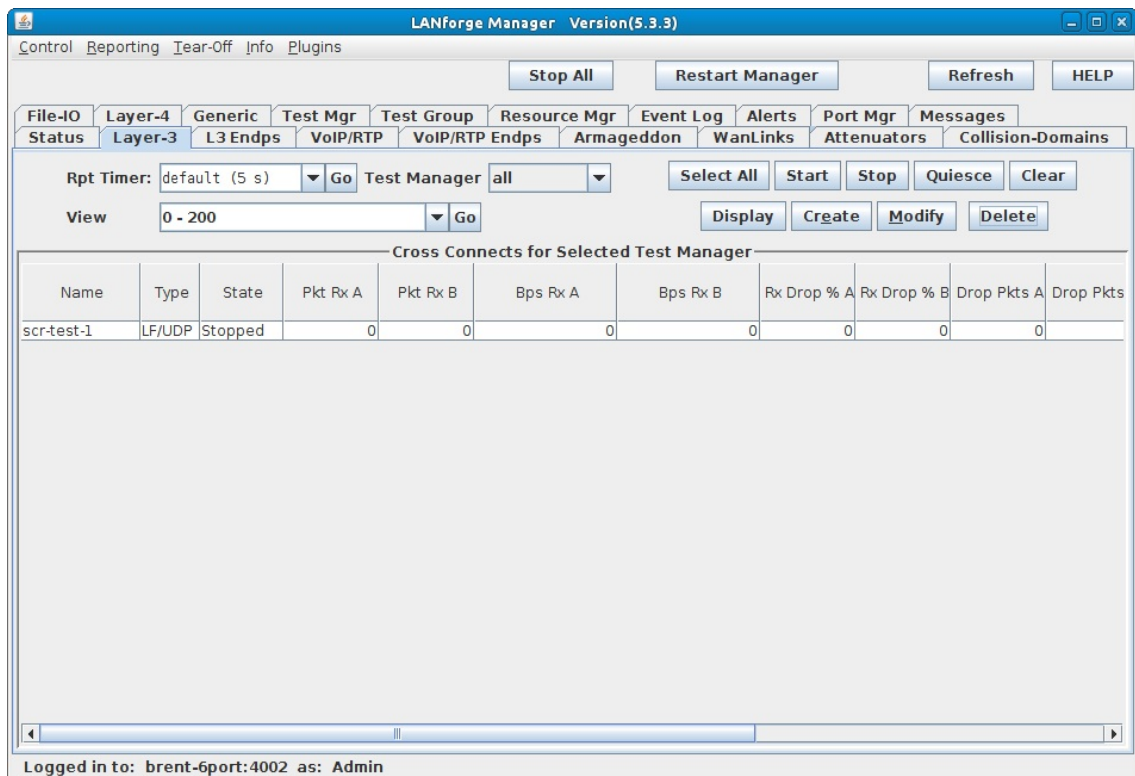 LANforge Manager Version(5.3.3)
Control Reporting Tear-Off Info Plugins
Stop All Restart Manager Refresh HELP
File-IO Layer-4 Generic Test Mgr Test Group Resource Mgr Event Log Alerts Port Mgr Messages
Status Layer-3 L3 Endps VoIP/RTP VoIP/RTP Endps Armageddon WanLinks Attenuators Collision-Domains
Rpt Timer: default (5 s) Go Test Manager all Select All Start Stop Quiesce Clear
View 0 - 200 Go Display Create Modify Delete
Cross Connects for Selected Test Manager
Name Type State Pkt Rx A Pkt Rx B Bps Rx A Bps Rx B Rx Drop % A Rx Drop % B Drop Pkts A Drop Pkts
scr-test-1 LF/UDP Stopped 0 0 0 0 0 0 0
Logged in to: brent-6port:4002 as: Admin